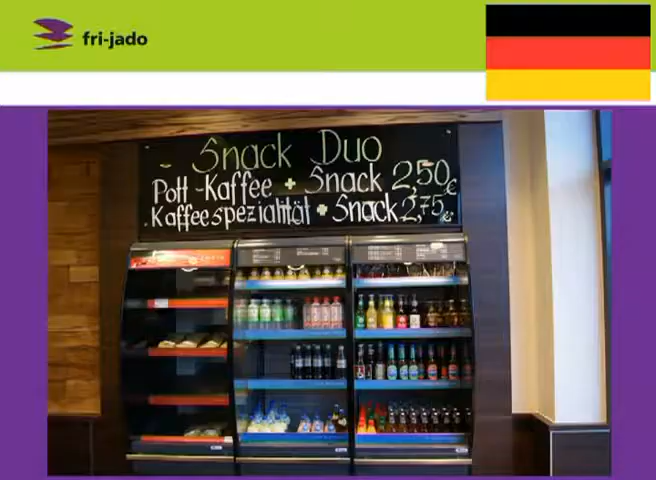 fri-jado
Snack Duo
Pott-Kaffee + Snack 2,50€
Kaffeespezialität + Snack 2,75€